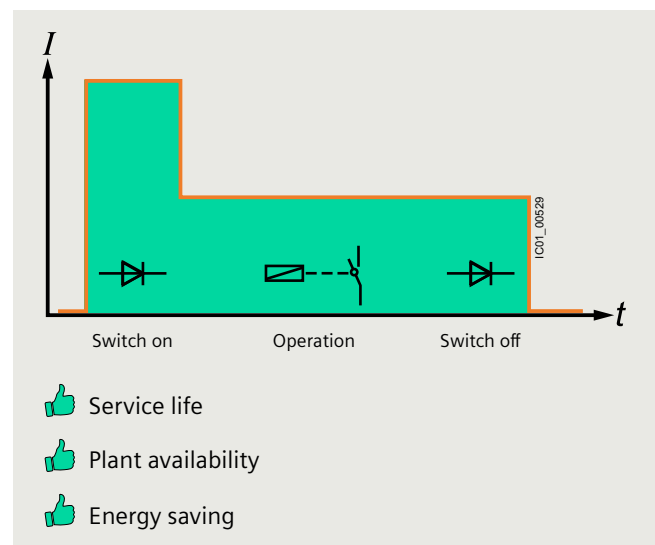 I
IC01_00529
t
Switch on
Operation
Switch off
Service life
Plant availability
Energy saving